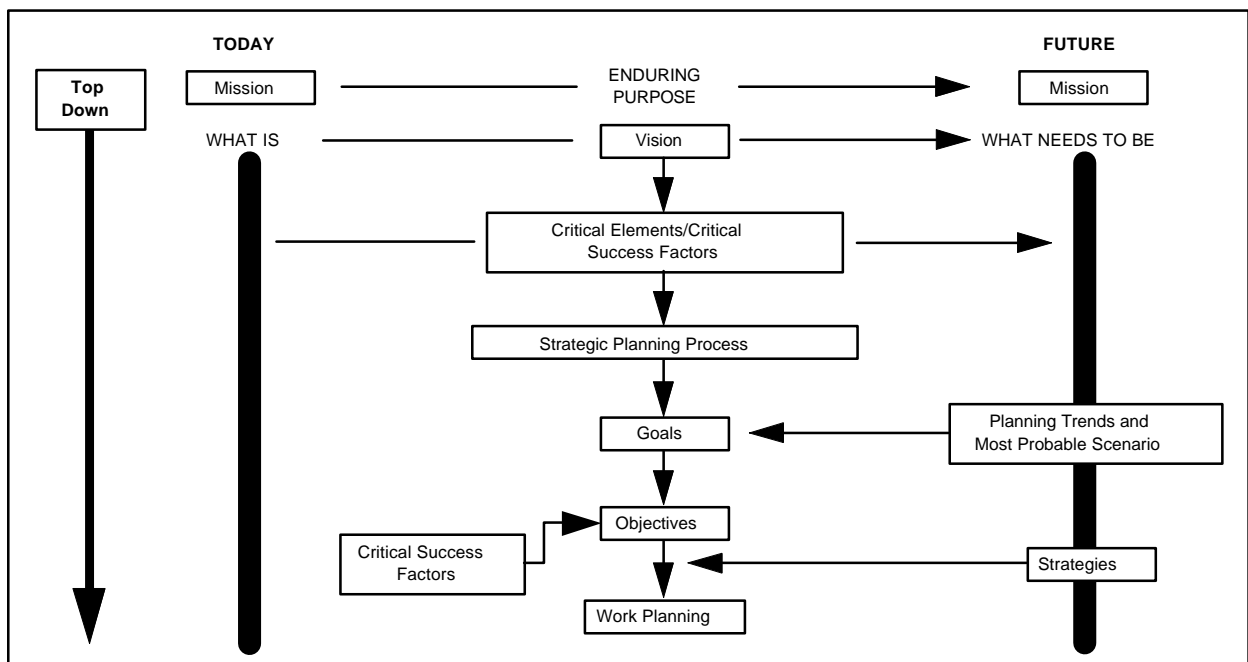 TODAY
FUTURE
Top
Down
Mission
ENDURING
PURPOSE
Mission
WHAT IS
Vision
WHAT NEEDS TO BE
Critical Elements/Critical
Success Factors
Strategic Planning Process
Goals
Planning Trends and
Most Probable Scenario
Objectives
Critical Success
Factors
Strategies
Work Planning